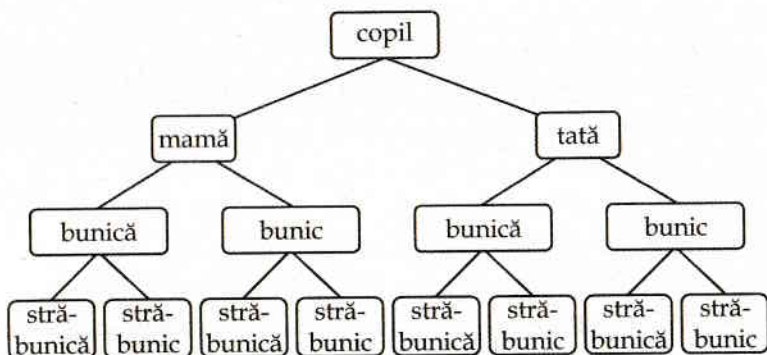 copil
mamă tată
bunică bunic bunică bunic
stră- stră- stră- stră- stră- stră- stră- stră-
bunică bunic bunică bunic bunică bunic bunică bunic